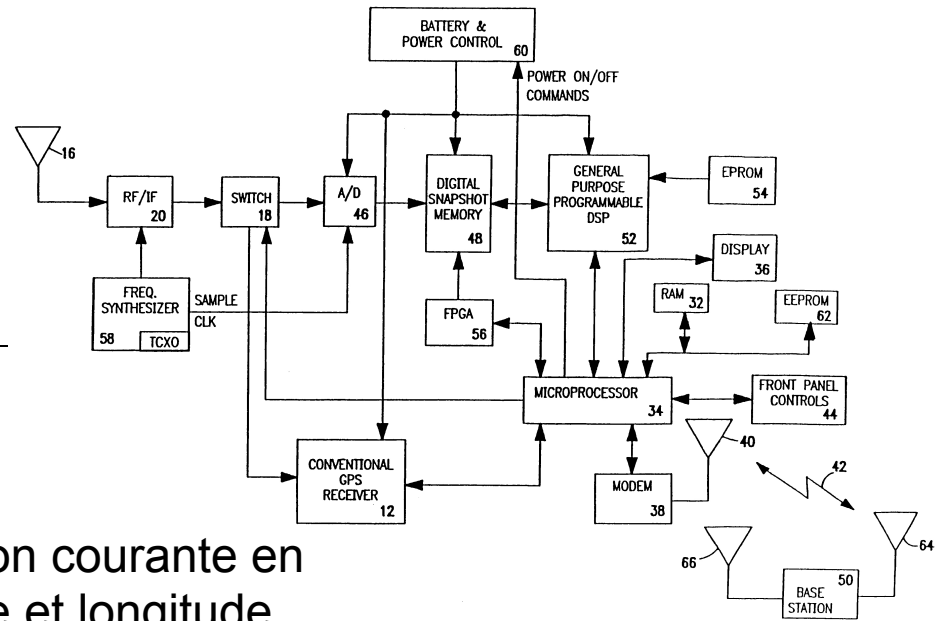 BATTERY &
POWER CONTROL
60
POWER ON/OFF
COMMANDS
16
RF/IF
20
SWITCH
18
A/D
46
DIGITAL
SNAPSHOT
MEMORY
48
GENERAL
PURPOSE
PROGRAMMABLE
DSP
52
EPROM
54
DISPLAY
36
FREQ.
SYNTHESIZER
58
TCXO
SAMPLE
CLK
FPGA
56
RAM
32
EEPROM
62
MICROPROCESSOR
34
FRONT PANEL
CONTROLS
44
CONVENTIONAL
GPS
RECEIVER
12
MODEM
38
40
42
66
64
50
BASE
STATION
on courante en
e et longitude